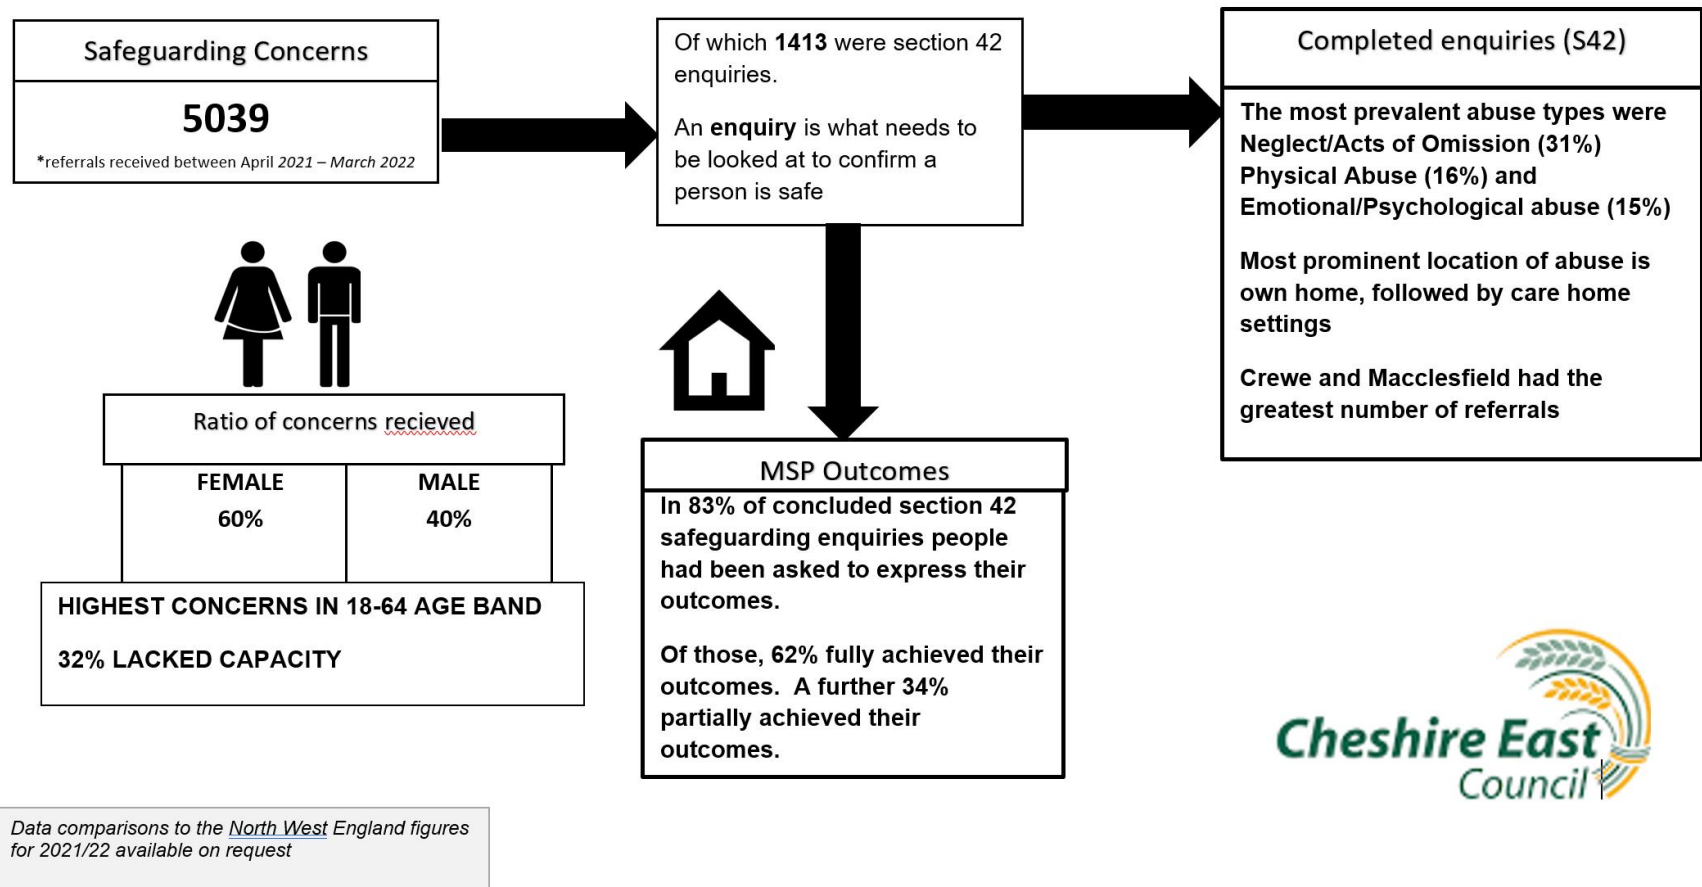 Safeguarding Concerns
5039
*referrals received between April 2021 – March 2022
Of which 1413 were section 42
enquiries.
An enquiry is what needs to
be looked at to confirm a
person is safe
Completed enquiries (S42)
The most prevalent abuse types were
Neglect/Acts of Omission (31%)
Physical Abuse (16%) and
Emotional/Psychological abuse (15%)
Most prominent location of abuse is
own home, followed by care home
settings
Crewe and Macclesfield had the
greatest number of referrals
Ratio of concerns recieved
FEMALE MALE
60% 40%
HIGHEST CONCERNS IN 18-64 AGE BAND
32% LACKED CAPACITY
MSP Outcomes
In 83% of concluded section 42
safeguarding enquiries people
had been asked to express their
outcomes.
Of those, 62% fully achieved their
outcomes. A further 34%
partially achieved their
outcomes.
Cheshire East
Council
Data comparisons to the North West England figures
for 2021/22 available on request